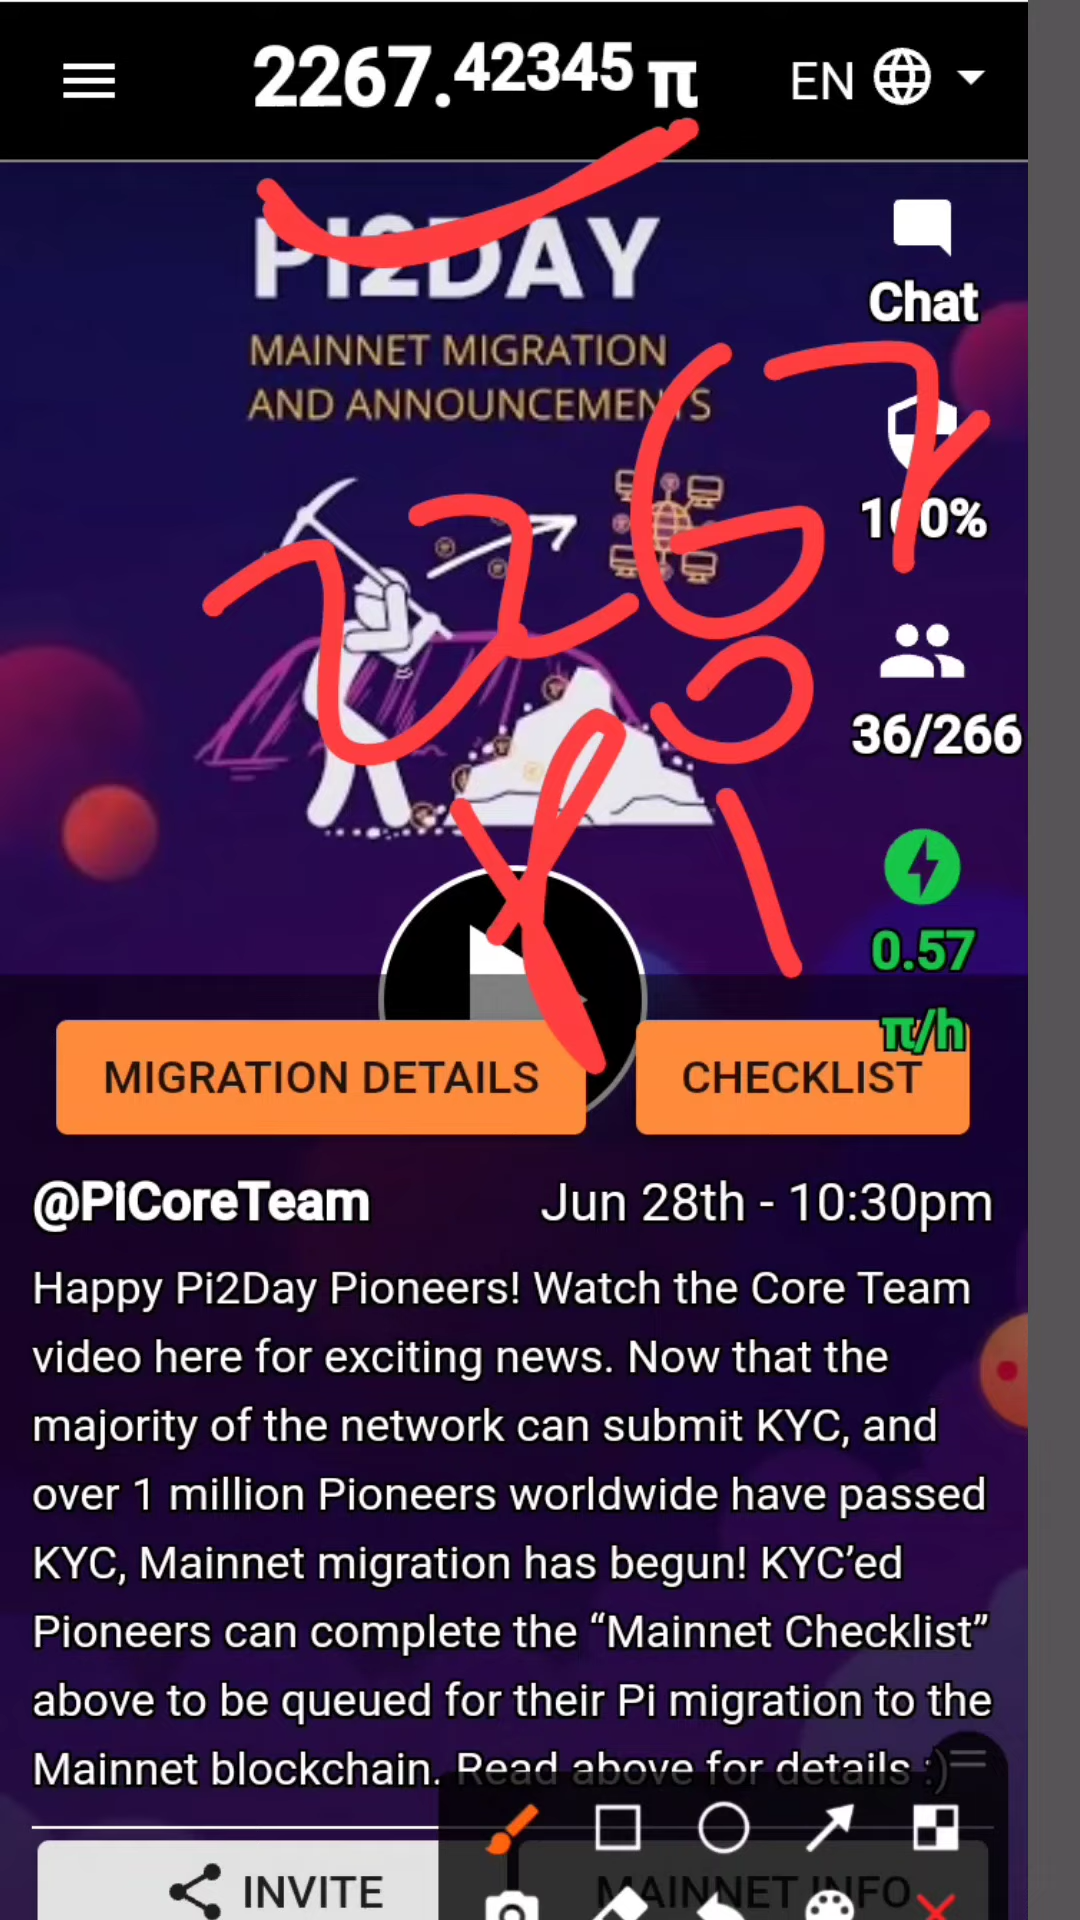 2267.42345 π EN
PI2DAY
MAINNET MIGRATION
AND ANNOUNCEMENTS
Chat
2267
100%
36/266
0.57
π/h
MIGRATION DETAILS CHECKLIST
@PiCoreTeam Jun 28th - 10:30pm
Happy Pi2Day Pioneers! Watch the Core Team
video here for exciting news. Now that the
majority of the network can submit KYC, and
over 1 million Pioneers worldwide have passed
KYC, Mainnet migration has begun! KYC’ed
Pioneers can complete the “Mainnet Checklist”
above to be queued for their Pi migration to the
Mainnet blockchain. Read above for details :)
INVITE MAINNET INFO